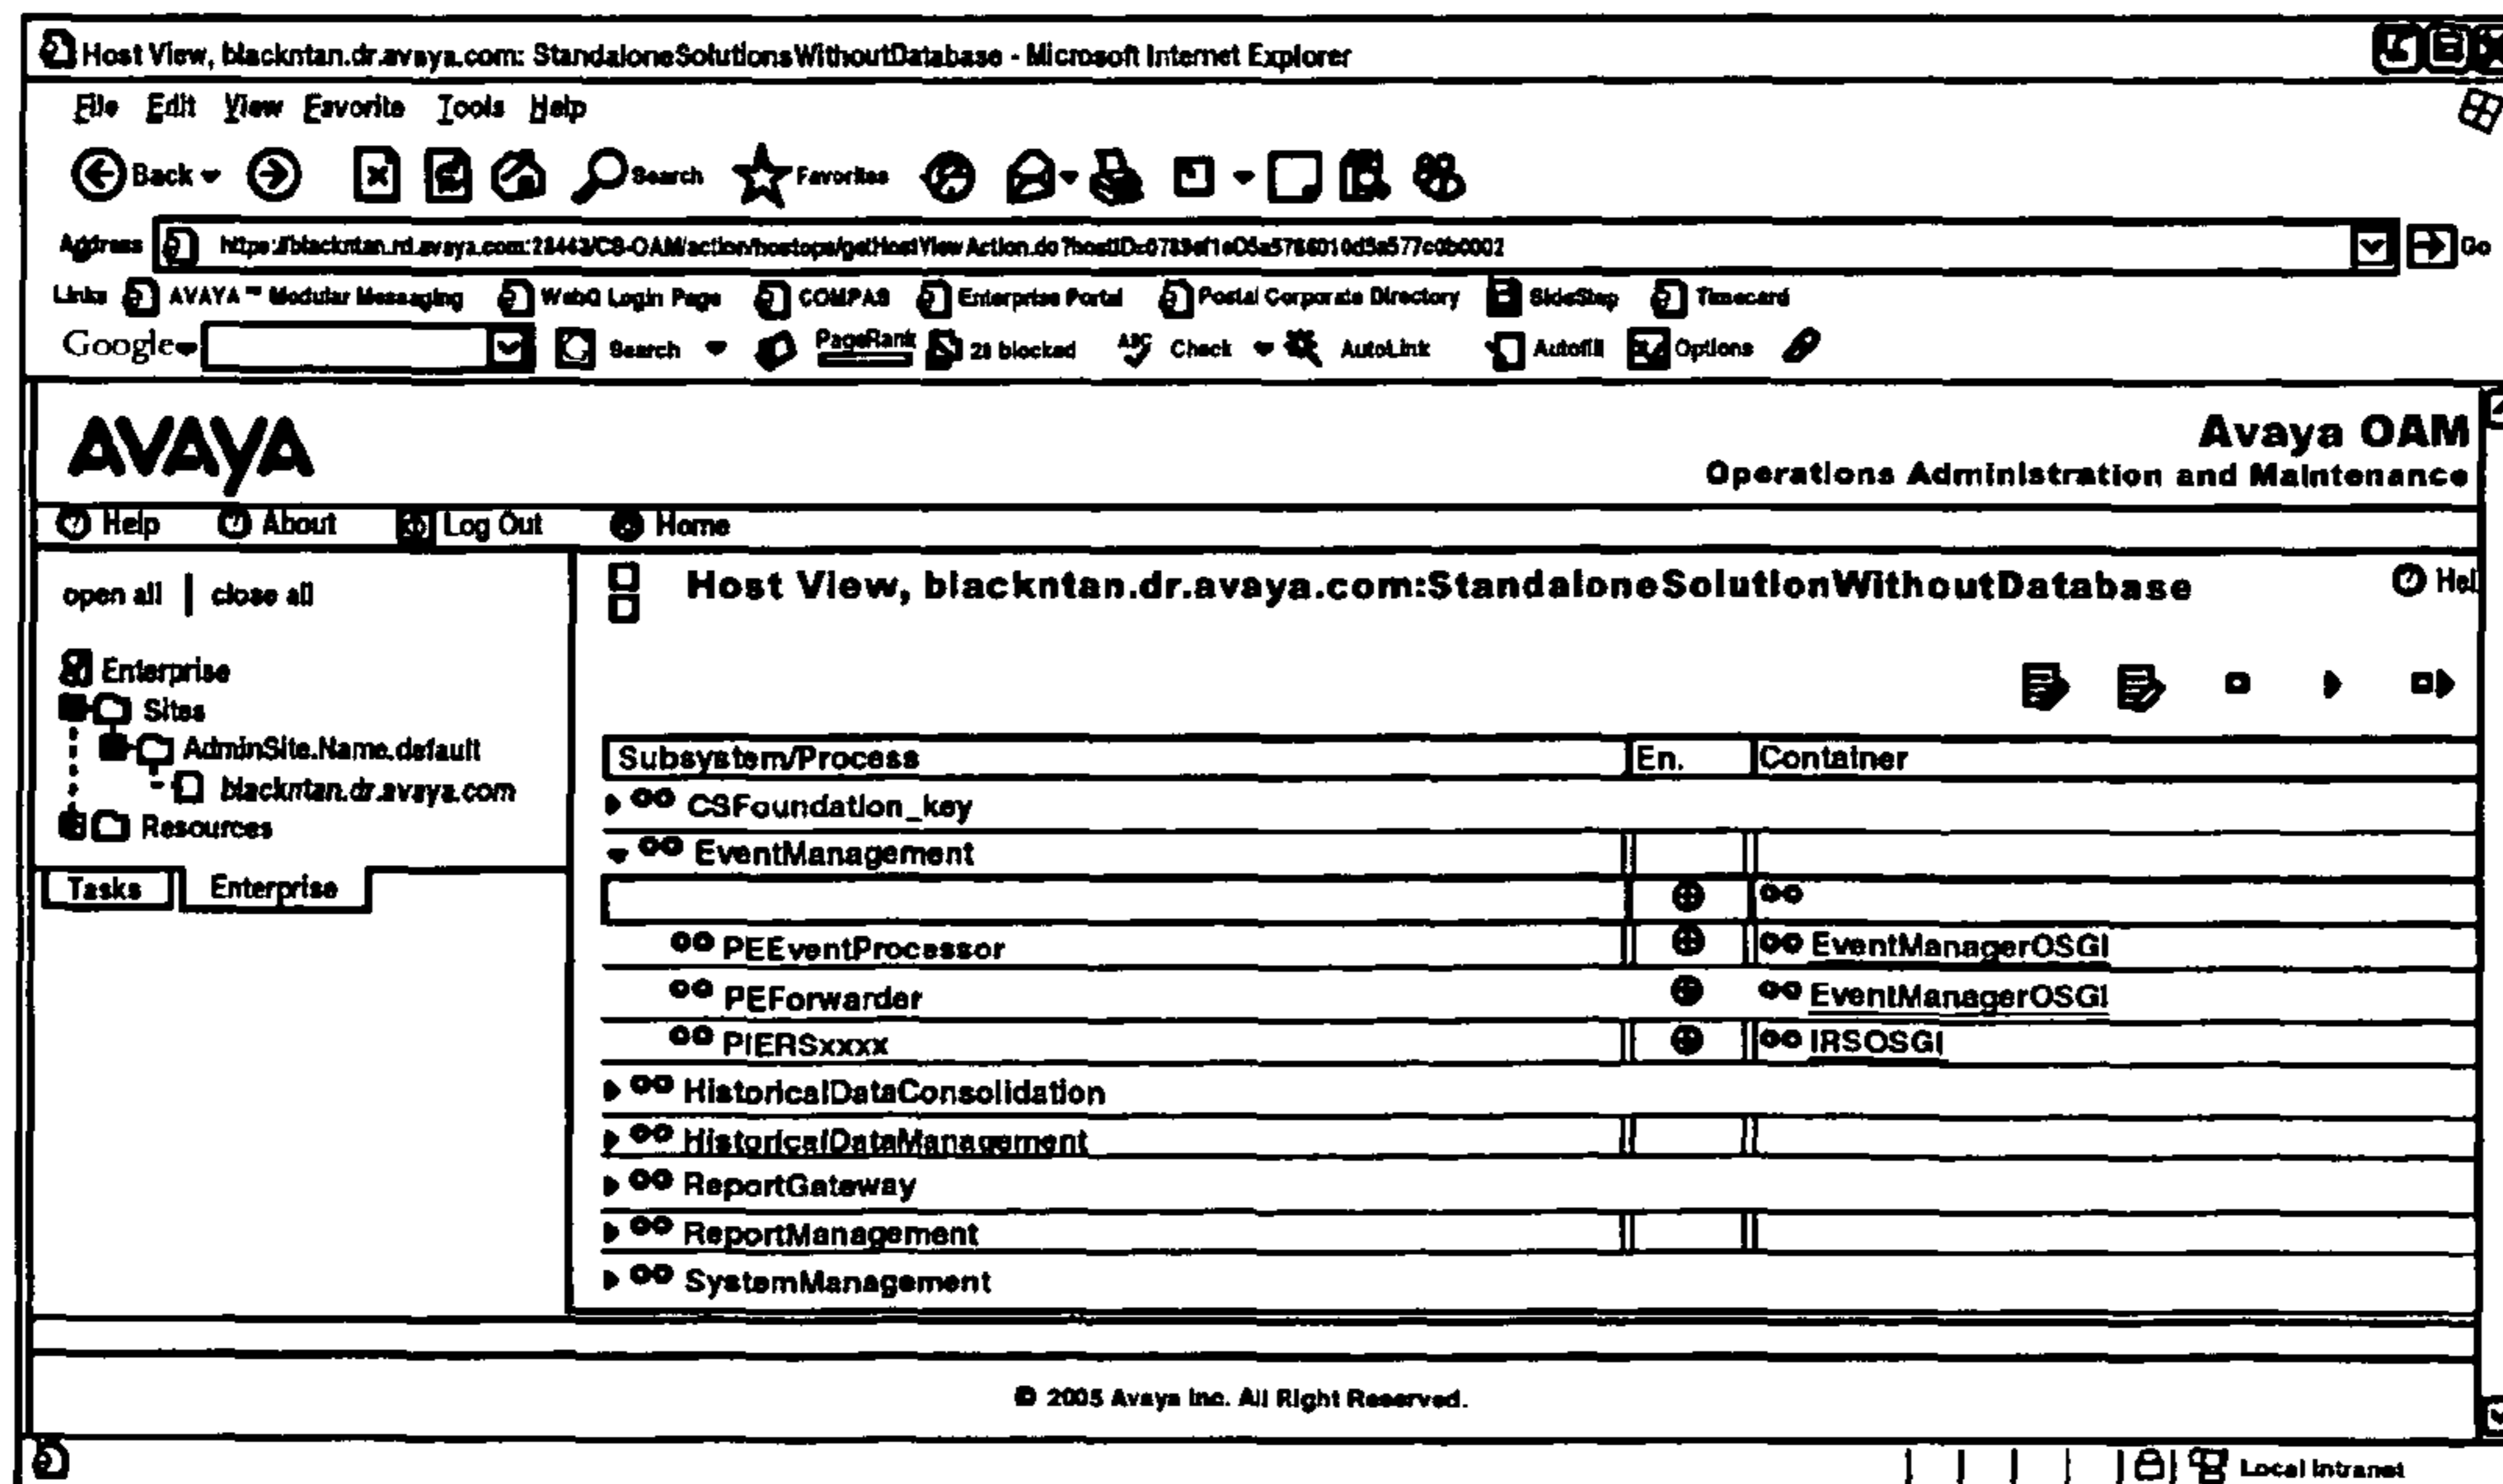 Host View, blackntan.dr.avaya.com: StandaloneSolutionsWithoutDatabase - Microsoft Internet Explorer
File Edit View Favorite Tools Help
Back Search Favorites
Address Go
Links AVAYA™ Modular Messaging WebQ Login Page COMPAS Enterprise Portal Postal Corporate Directory SideStep Timecard
Google Search PageRank blocked ABC Check AutoLink Autofill Options
AVAYA
Avaya OAM
Operations Administration and Maintenance
Help About Log Out Home
open all | close all
Host View, blackntan.dr.avaya.com:StandaloneSolutionWithoutDatabase Hel
Enterprise
Sites
AdminSite.Name.default
blackntan.dr.avaya.com
Resources
Tasks Enterprise
Subsystem/Process En. Container
CSFoundation_key
EventManagement
PEEventProcessor EventManagerOSGI
PEForwarder EventManagerOSGI
PIERSxxxx IRSOSGI
HistoricalDataConsolidation
HistoricalDataManagement
ReportGateway
ReportManagement
SystemManagement
© 2005 Avaya Inc. All Right Reserved.
Local Intranet